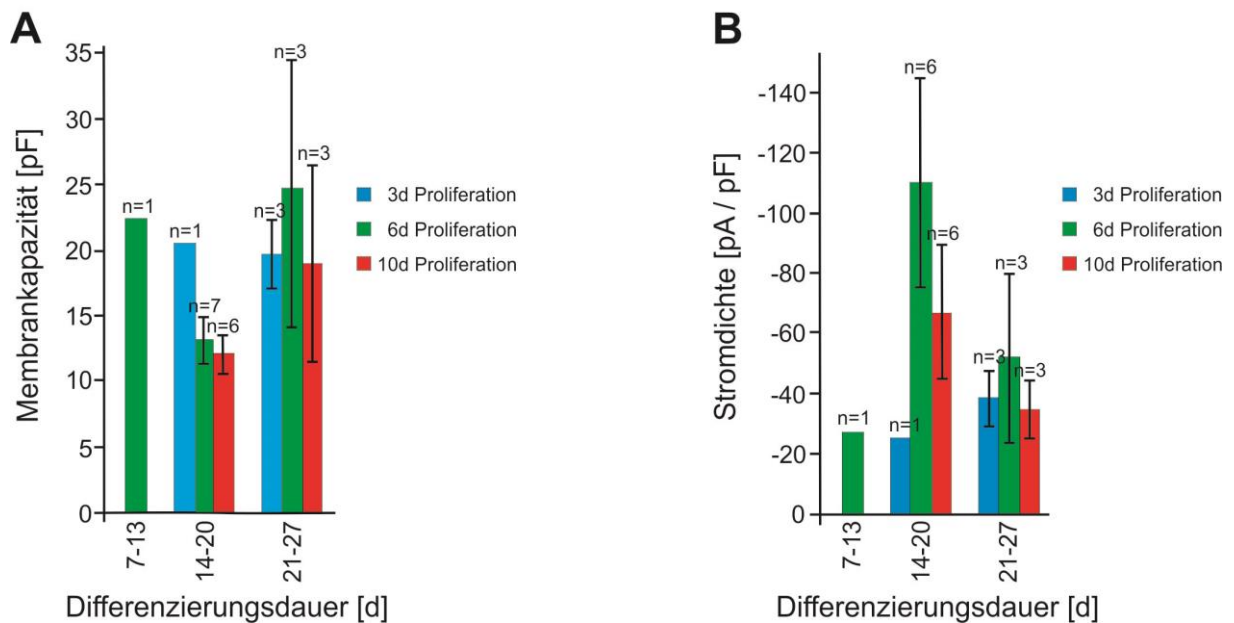 A
Membrankapazität [pF]
35
30
25
20
15
10
5
0
n=1
n=1
n=7
n=6
n=3
n=3
n=3
7-13
14-20
21-27
Differenzierungsdauer [d]
3d Proliferation
6d Proliferation
10d Proliferation
B
Stromdichte [pA / pF]
-140
-120
-100
-80
-60
-40
-20
0
n=1
n=1
n=6
n=6
n=3
n=3
n=3
7-13
14-20
21-27
Differenzierungsdauer [d]
3d Proliferation
6d Proliferation
10d Proliferation